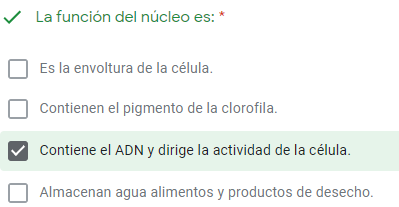 La función del núcleo es: *
Es la envoltura de la célula.
Contienen el pigmento de la clorofila.
Contiene el ADN y dirige la actividad de la célula.
Almacenan agua alimentos y productos de desecho.